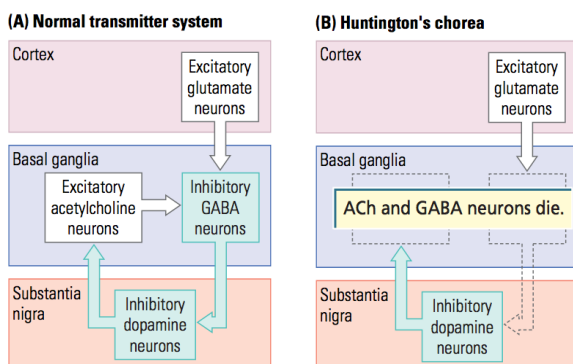 (A) Normal transmitter system
Cortex
Excitatory
glutamate
neurons
Basal ganglia
Excitatory
acetylcholine
neurons
Inhibitory
GABA
neurons
Substantia
nigra
Inhibitory
dopamine
neurons
(B) Huntington's chorea
Cortex
Excitatory
glutamate
neurons
Basal ganglia
ACh and GABA neurons die.
Substantia
nigra
Inhibitory
dopamine
neurons